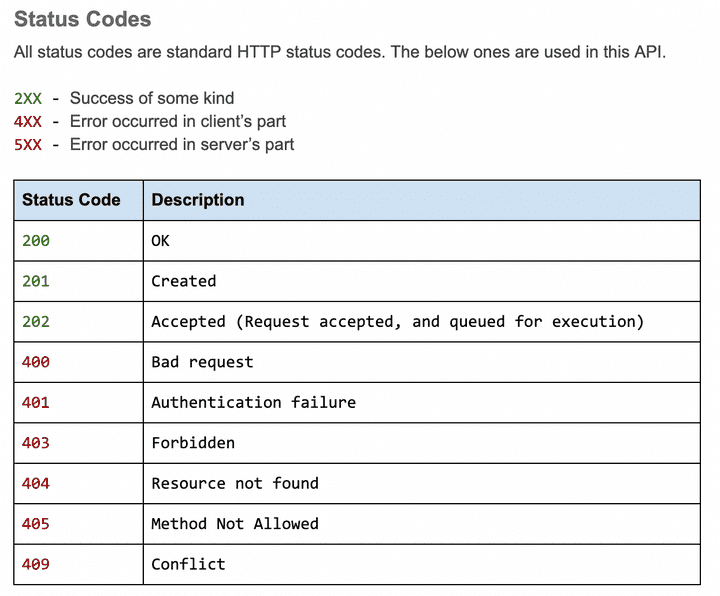 Status Codes
All status codes are standard HTTP status codes. The below ones are used in this API.
2XX - Success of some kind
4XX - Error occurred in client’s part
5XX - Error occurred in server’s part
Status Code Description
200 OK
201 Created
202 Accepted (Request accepted, and queued for execution)
400 Bad request
401 Authentication failure
403 Forbidden
404 Resource not found
405 Method Not Allowed
409 Conflict